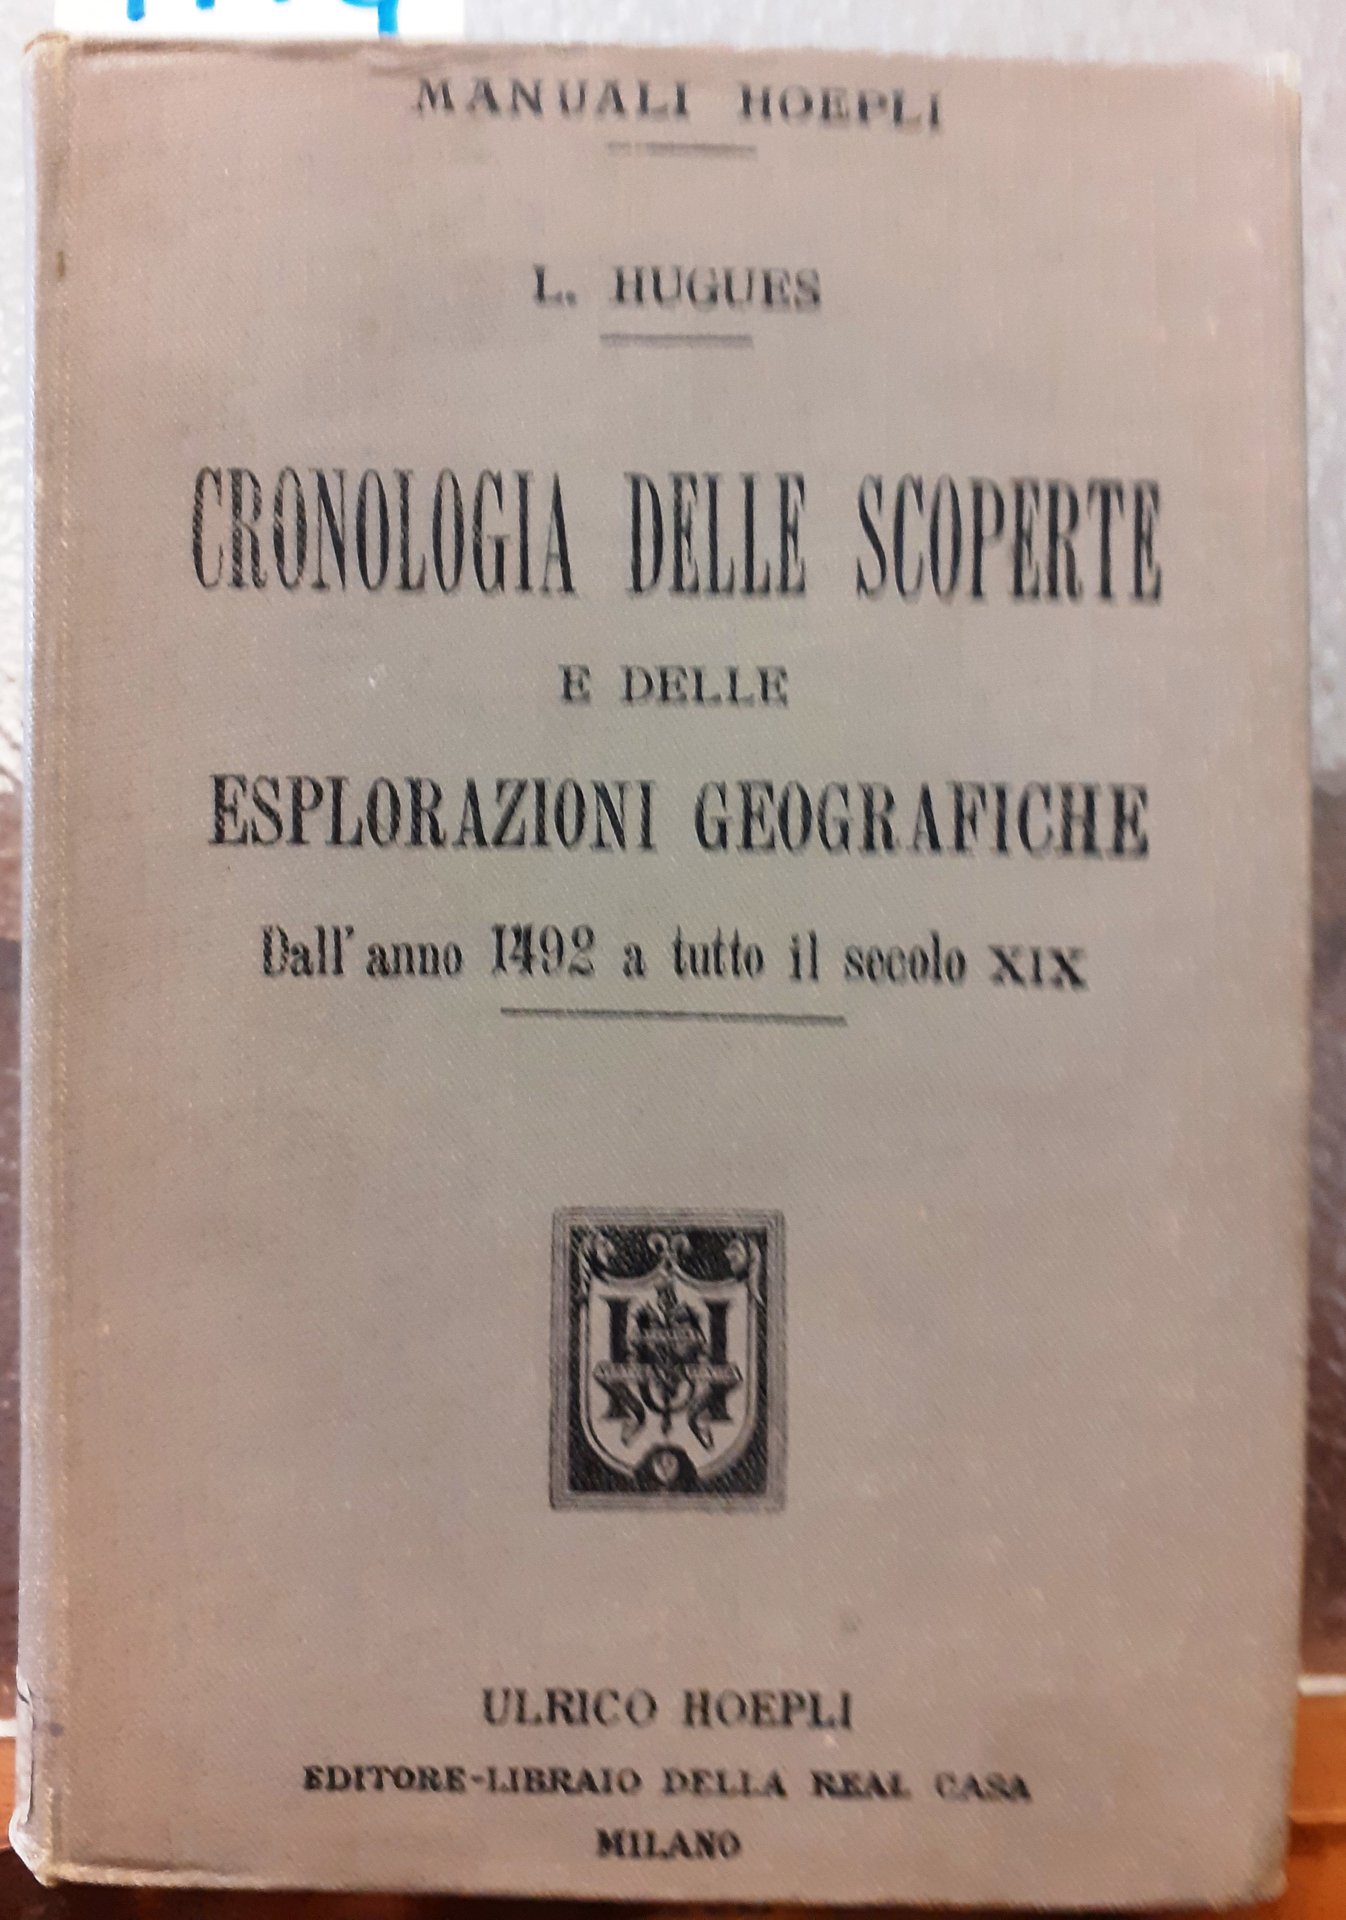 MANUALI HOEPLI
L. HUGUES
CRONOLOGIA DELLE SCOPERTE
E DELLE
ESPLORAZIONI GEOGRAFICHE
Dall'anno 1492 a tutto il secolo XIX
H
ULRICO HOEPLI
EDITORE-LIBRAIO DELLA REAL CASA
MILANO